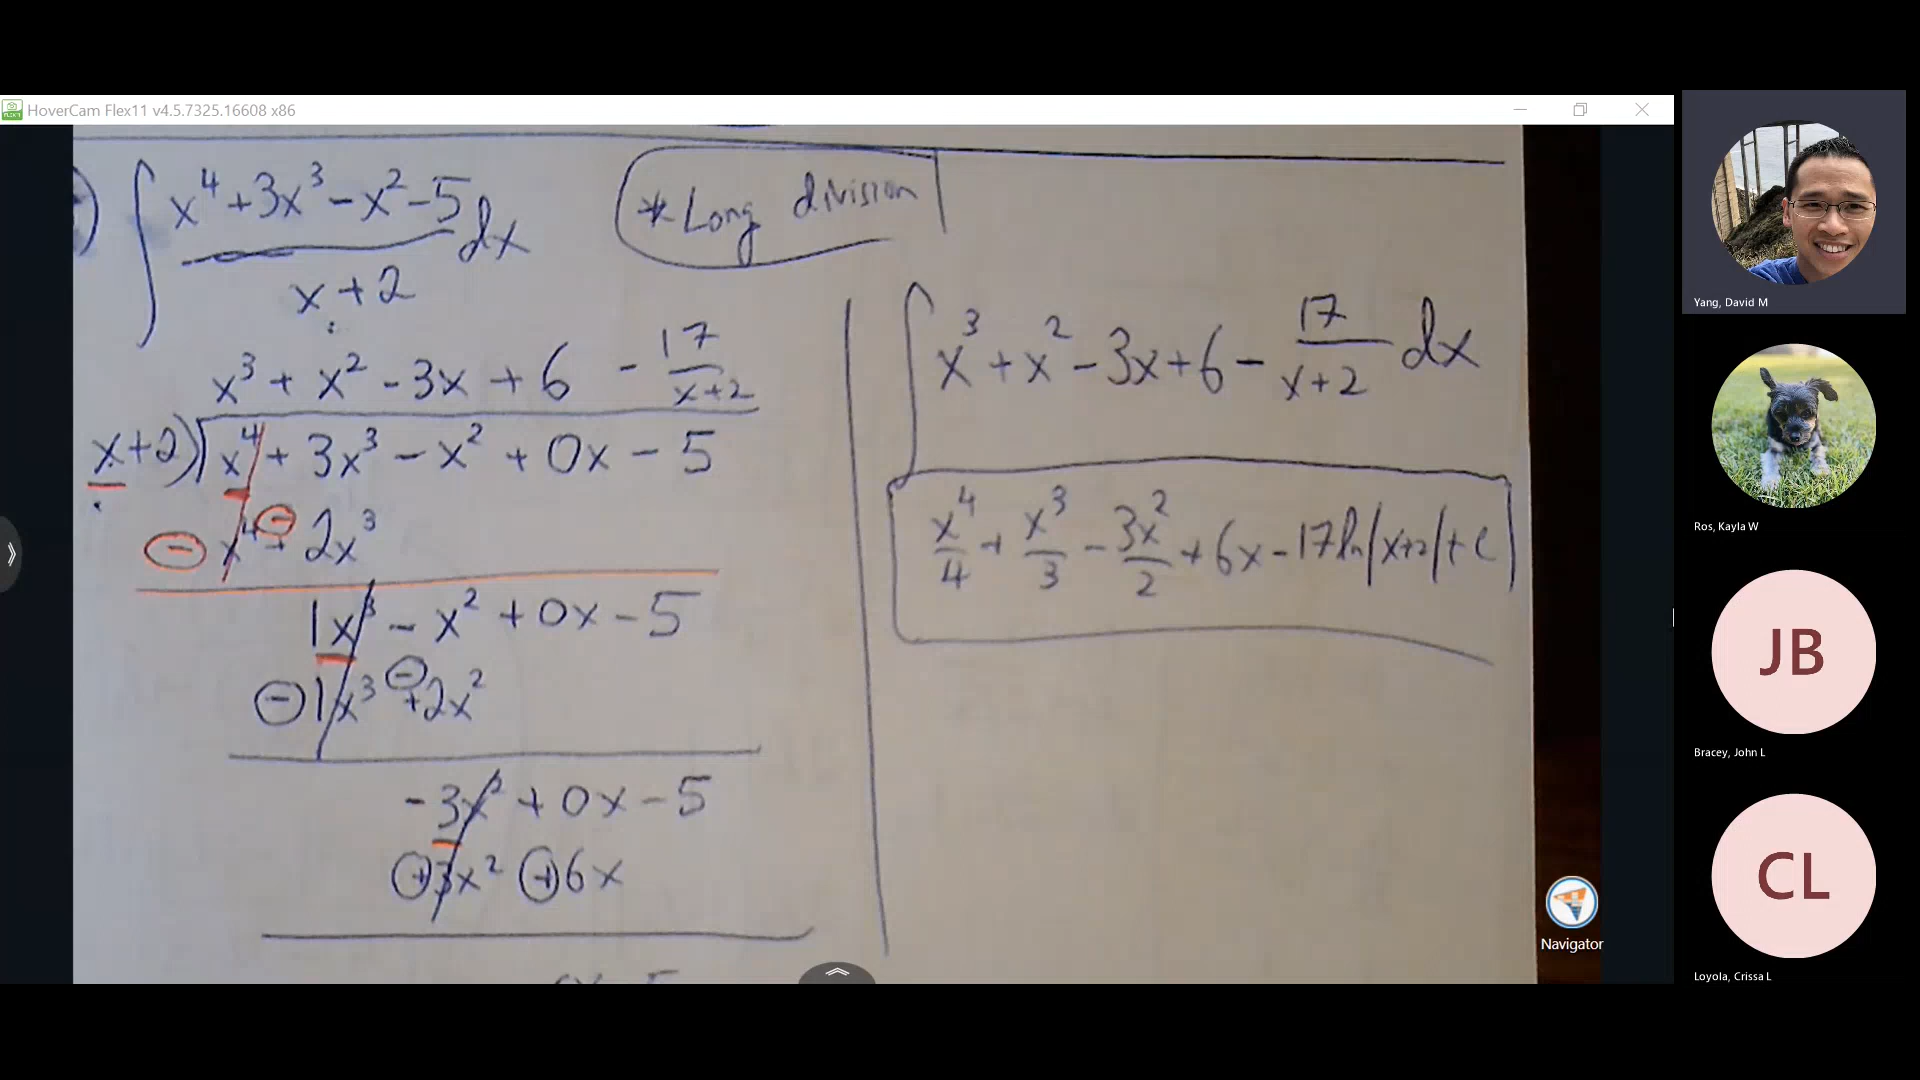 HoverCam Flex11 v4.5.7325.16608 x86
∫ (x⁴+3x³-x²-5)/(x+2) dx
*Long division
x³ + x² - 3x + 6 - 17/(x+2)
x+2)x⁴ + 3x³ - x² + 0x - 5
- x⁴ + - 2x³
1x³ - x² + 0x - 5
- 1x³ - +2x²
-3x² + 0x - 5
+ 3x² + 6x
∫ x³ + x² - 3x + 6 - 17/(x+2) dx
x⁴/4 + x³/3 - 3x²/2 + 6x - 17ln|x+2| + C
Navigator
Yang, David M
Ros, Kayla W
JB
Bracey, John L
CL
Loyola, Crissa L